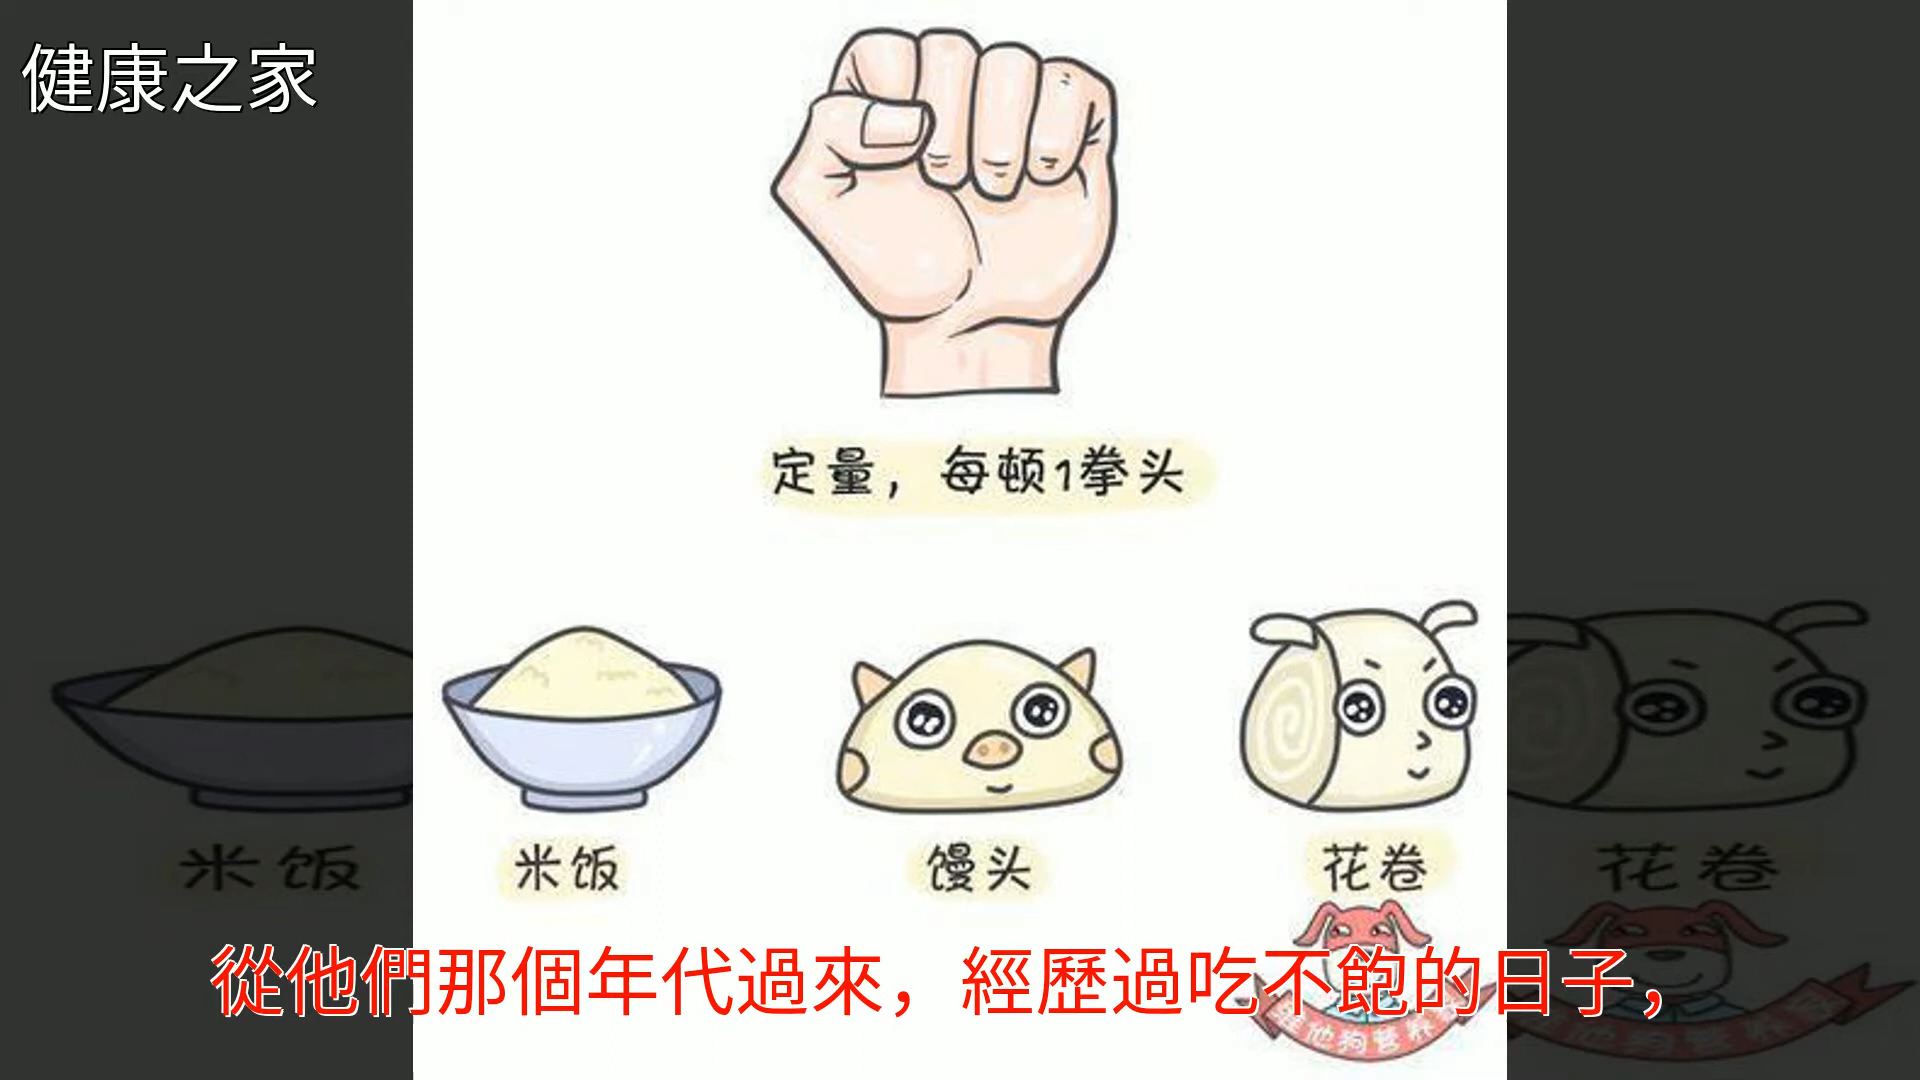 健康之家
定量，每顿1拳头
米饭 米饭 馒头 花卷 花卷
從他們那個年代過來，經歷過吃不飽的日子，